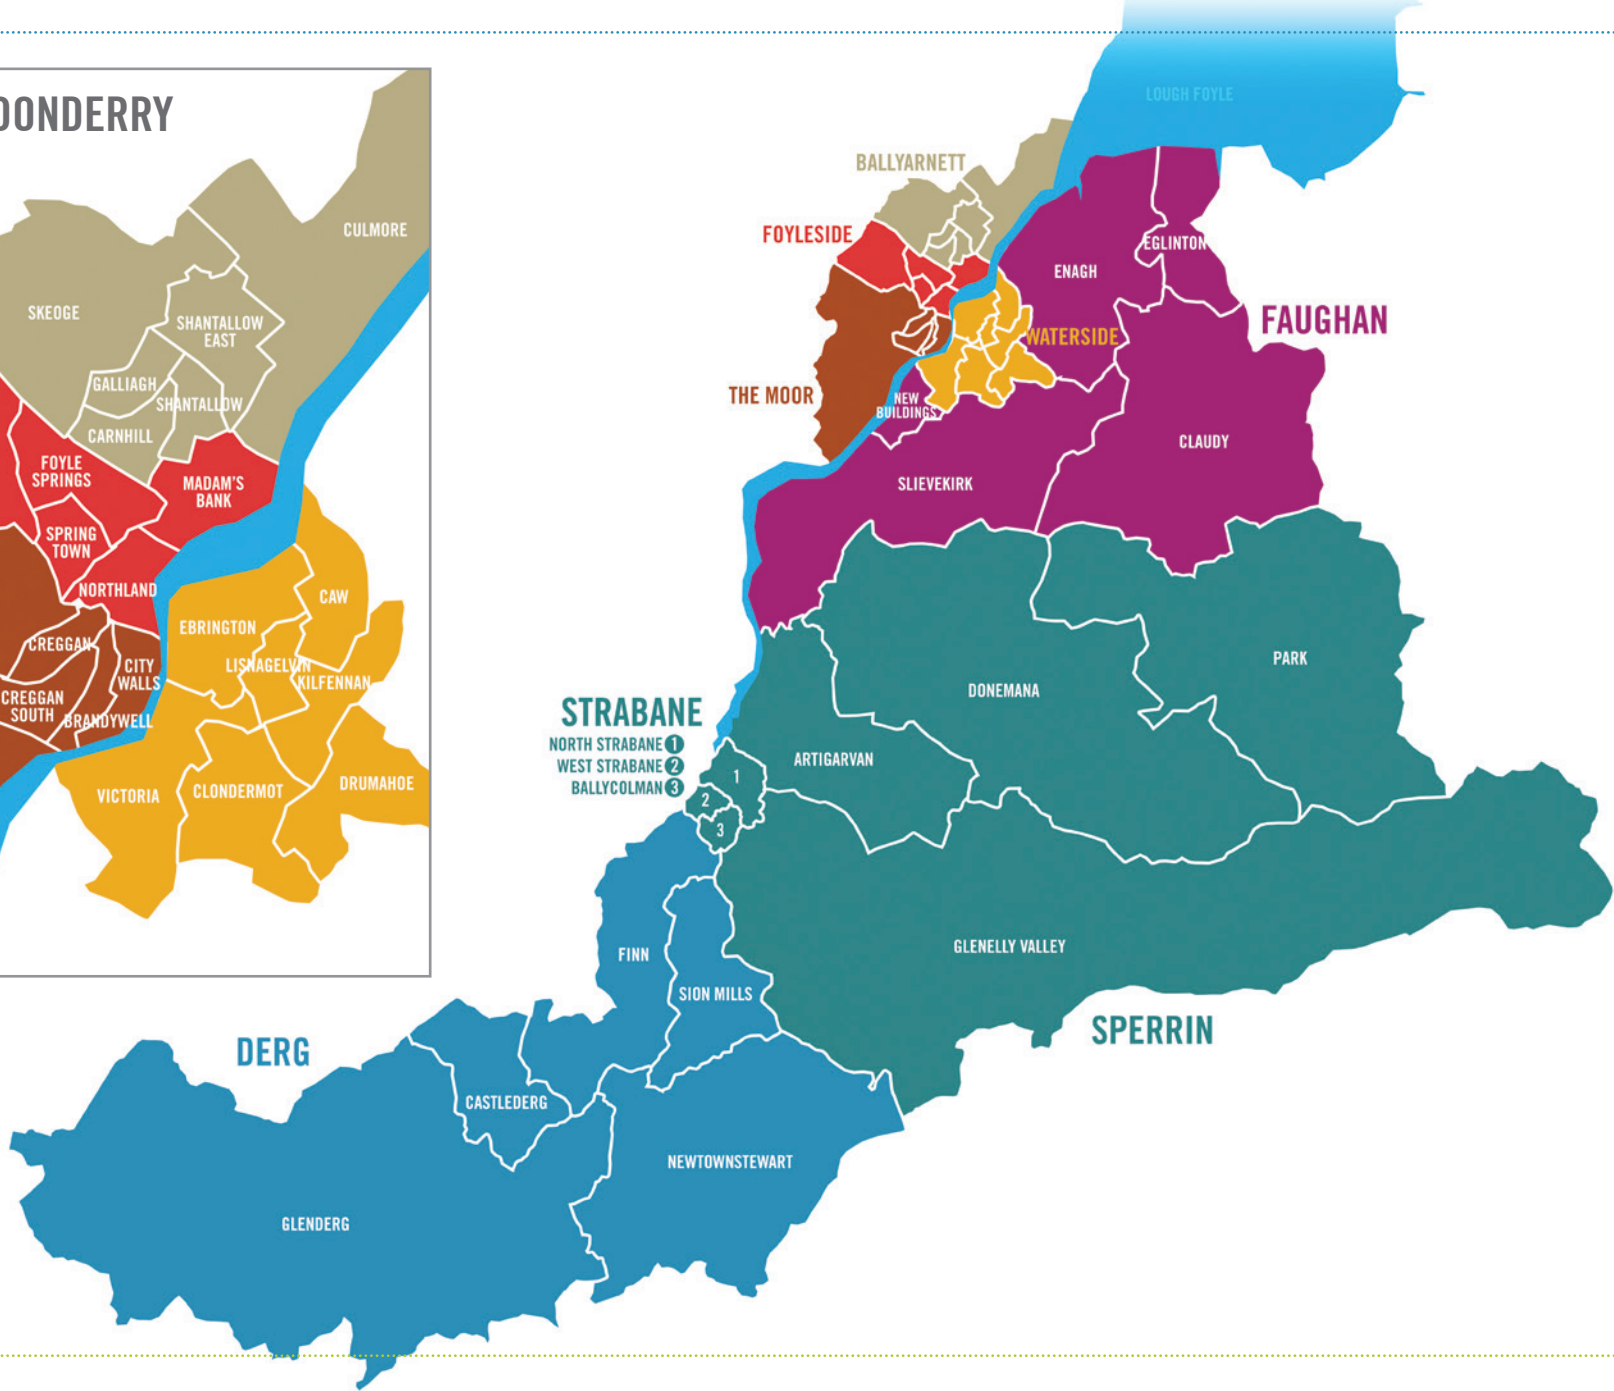 DONDERRY
CULMORE
SKEOGE
SHANTALLOW
EAST
GALLIAGH
SHANTALLOW
CARNHILL
FOYLE
SPRINGS
MADAM'S
BANK
SPRING
TOWN
NORTHLAND
CAW
EBRINGTON
CREGGAN
CITY
WALLS
LISNAGELVIN
KILFENNAN
CREGGAN
SOUTH
BRANDYWELL
VICTORIA
CLONDERMOT
DRUMAHOE
LOUGH FOYLE
BALLYARNETT
FOYLESIDE
EGLINTON
ENAGH
FAUGHAN
WATERSIDE
THE MOOR
NEW
BUILDINGS
CLAUDY
SLIEVEKIRK
PARK
DONEMANA
STRABANE
NORTH STRABANE 1
WEST STRABANE 2
BALLYCOLMAN 3
ARTIGARVAN
1
2
3
GLENELLY VALLEY
FINN
SION MILLS
SPERRIN
DERG
CASTLEDERG
NEWTOWNSTEWART
GLENDERG